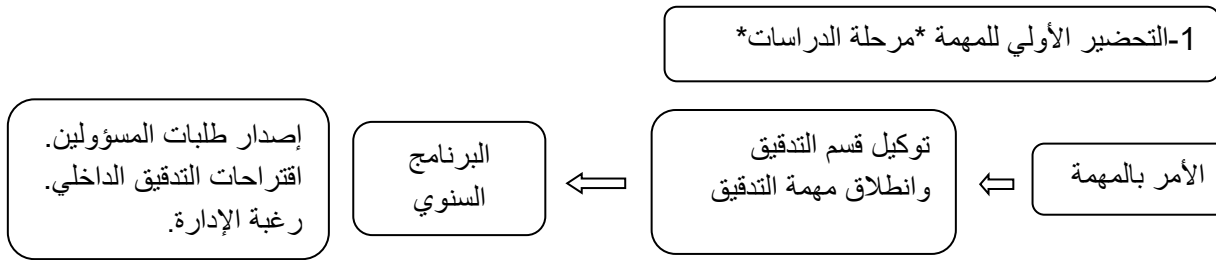 1-التحضير الأولي للمهمة *مرحلة الدراسات*
الأمر بالمهمة
توكيل قسم التدقيق
وانطلاق مهمة التدقيق
البرنامج
السنوي
إصدار طلبات المسؤولين.
اقتراحات التدقيق الداخلي.
رغبة الإدارة.